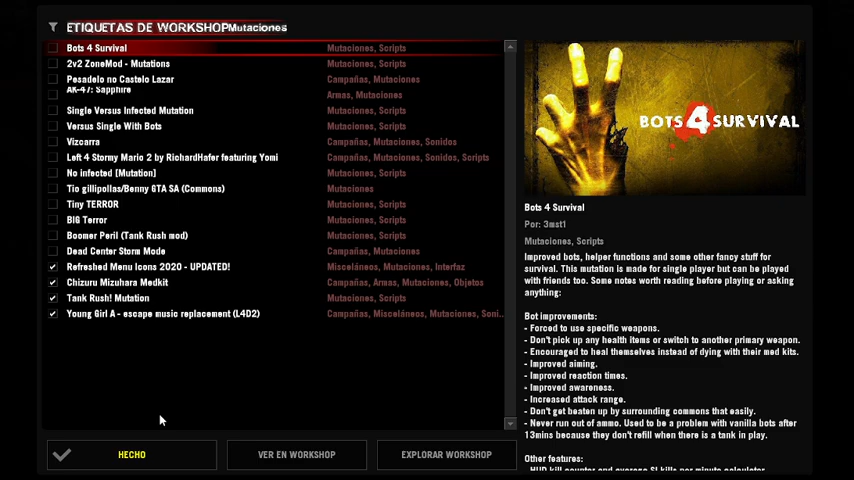 ETIQUETAS DE WORKSHOP Mutaciones
Bots 4 Survival Mutaciones, Scripts
2v2 ZoneMod - Mutations Mutaciones, Scripts
Pesadelo no Castelo Lazar Campañas, Mutaciones
AK-47: Sapphire Armas, Mutaciones
Single Versus Infected Mutation Mutaciones, Scripts
Versus Single With Bots Mutaciones, Scripts
Vizcarra Campañas, Mutaciones, Sonidos
Left 4 Stormy Mario 2 by RichardHafer featuring Yomi Campañas, Mutaciones, Sonidos, Scripts
No infected [Mutation] Mutaciones, Scripts
Tio gillipollas/Benny GTA SA (Commons) Mutaciones
Tiny TERROR Mutaciones, Scripts
BIG Terror Mutaciones, Scripts
Boomer Peril (Tank Rush mod) Mutaciones, Scripts
Dead Center Storm Mode Campañas, Mutaciones
Refreshed Menu Icons 2020 - UPDATED! Misceláneos, Mutaciones, Interfaz
Chizuru Mizuhara Medkit Campañas, Armas, Mutaciones, Objetos
Tank Rush! Mutation Mutaciones, Scripts
Young Girl A - escape music replacement (L4D2) Campañas, Misceláneos, Mutaciones, Soni...
HECHO
VER EN WORKSHOP
EXPLORAR WORKSHOP
BOTS 4 SURVIVAL
Bots 4 Survival
Por: 3mst1
Mutaciones, Scripts
Improved bots, helper functions and some other fancy stuff for
survival. This mutation is made for single player but can be played
with friends too. Some notes worth reading before playing or asking
anything:
Bot improvements:
- Forced to use specific weapons.
- Don't pick up any health items or switch to another primary weapon.
- Encouraged to heal themselves instead of dying with their med kits.
- Improved aiming.
- Improved reaction times.
- Improved awareness.
- Increased attack range.
- Don't get beaten up by surrounding commons that easily.
- Never run out of ammo. Used to be a problem with vanilla bots after
13mins because they don't refill when there is a tank in play.
Other features:
- HUD kill counter and average SI kills per minute calculator